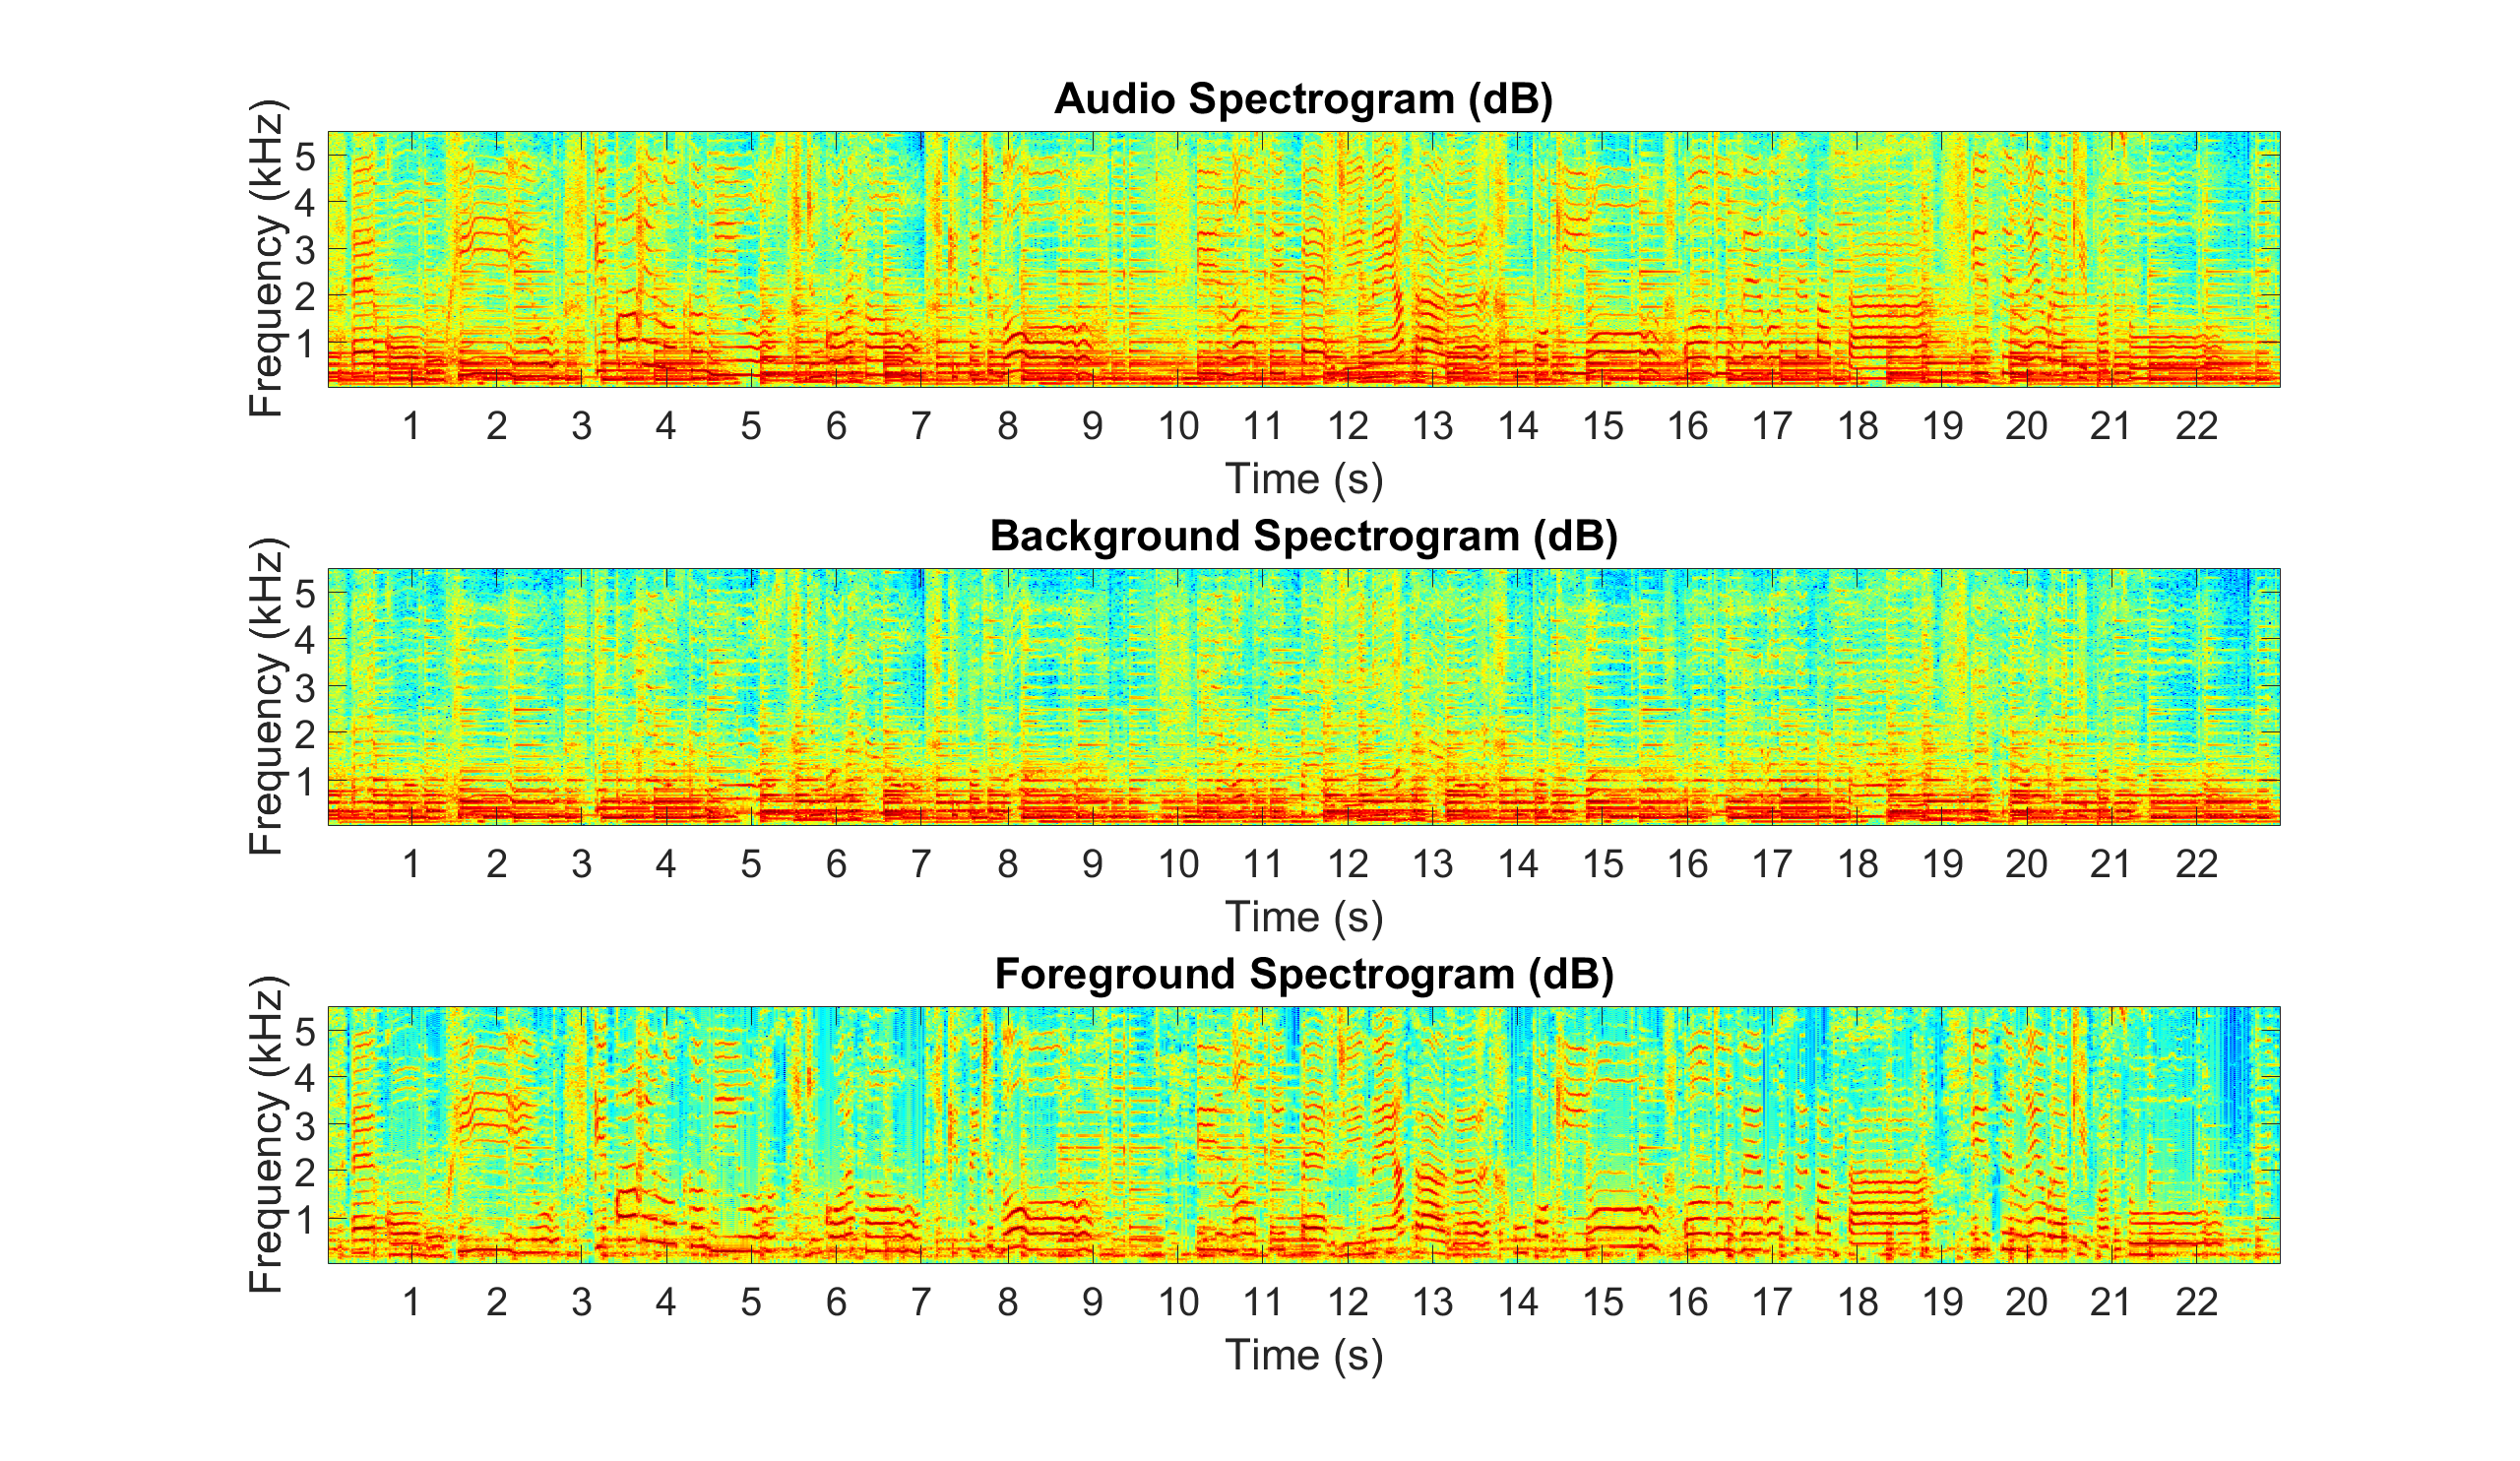 Audio Spectrogram (dB)
Frequency (kHz)
5
4
3
2
1
1 2 3 4 5 6 7 8 9 10 11 12 13 14 15 16 17 18 19 20 21 22
Time (s)
Background Spectrogram (dB)
Frequency (kHz)
5
4
3
2
1
1 2 3 4 5 6 7 8 9 10 11 12 13 14 15 16 17 18 19 20 21 22
Time (s)
Foreground Spectrogram (dB)
Frequency (kHz)
5
4
3
2
1
1 2 3 4 5 6 7 8 9 10 11 12 13 14 15 16 17 18 19 20 21 22
Time (s)